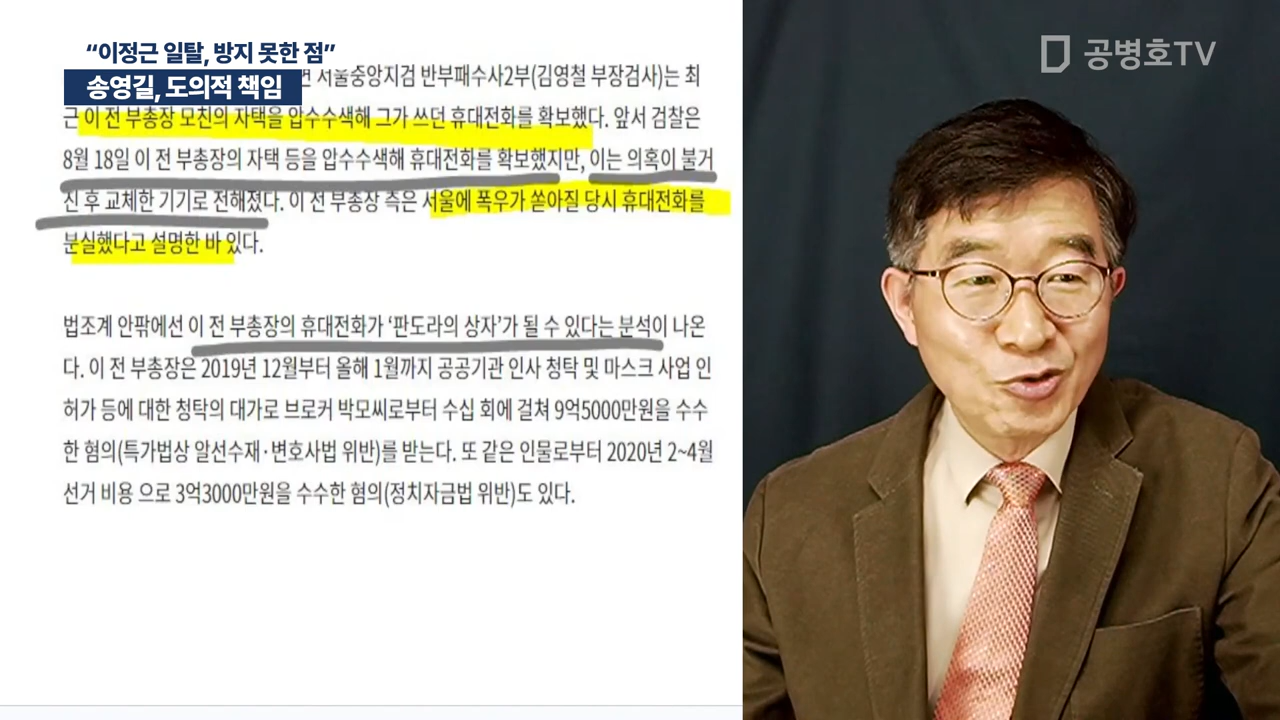 “이정근 일탈, 방지 못한 점”
송영길, 도의적 책임
공병호TV
면 서울중앙지검 반부패수사2부(김영철 부장검사)는 최
근 이 전 부총장 모친의 자택을 압수수색해 그가 쓰던 휴대전화를 확보했다. 앞서 검찰은
8월 18일 이 전 부총장의 자택 등을 압수수색해 휴대전화를 확보했지만, 이는 의혹이 불거
진 후 교체한 기기로 전해졌다. 이 전 부총장 측은 서울에 폭우가 쏟아질 당시 휴대전화를
분실했다고 설명한 바 있다.
법조계 안팎에선 이 전 부총장의 휴대전화가 ‘판도라의 상자’가 될 수 있다는 분석이 나온
다. 이 전 부총장은 2019년 12월부터 올해 1월까지 공공기관 인사 청탁 및 마스크 사업 인
허가 등에 대한 청탁의 대가로 브로커 박모씨로부터 수십 회에 걸쳐 9억5000만원을 수수
한 혐의(특가법상 알선수재·변호사법 위반)를 받는다. 또 같은 인물로부터 2020년 2~4월
선거 비용 으로 3억3000만원을 수수한 혐의(정치자금법 위반)도 있다.